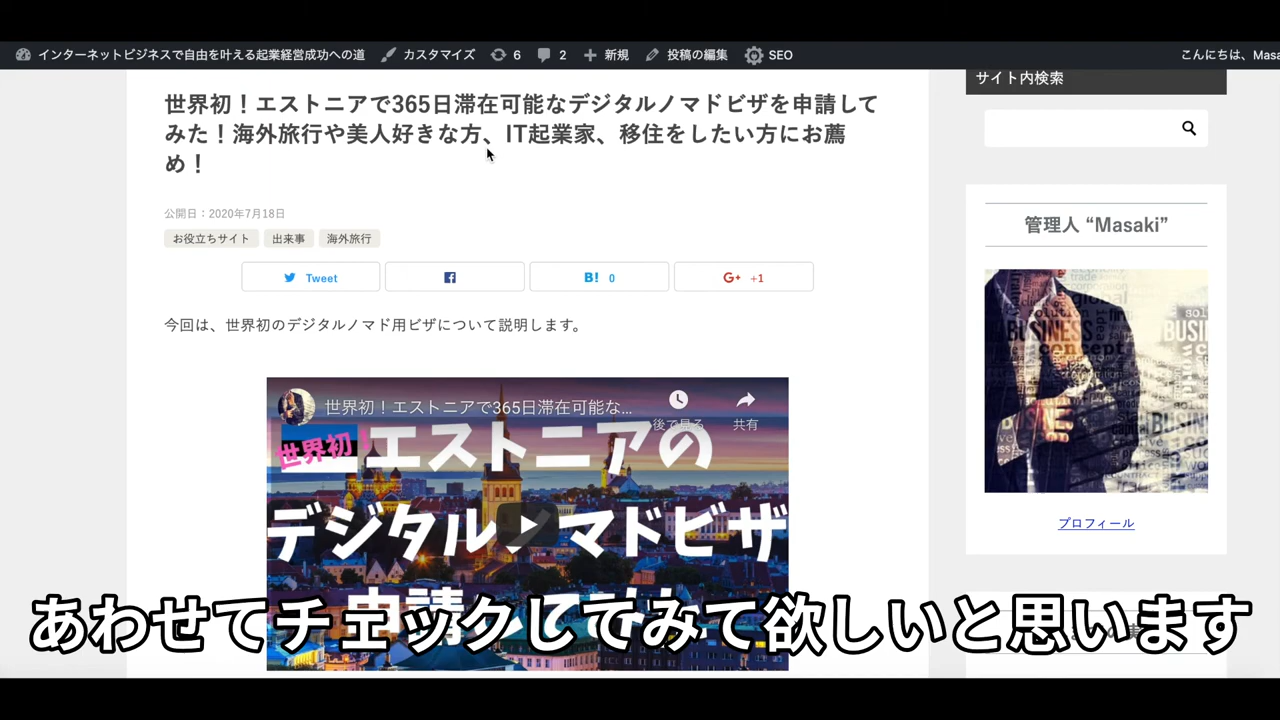 インターネットビジネスで自由を叶える起業経営成功への道 カスタマイズ 6 2 新規 投稿の編集 SEO こんにちは、Masa
サイト内検索
世界初！エストニアで365日滞在可能なデジタルノマドビザを申請して
みた！海外旅行や美人好きな方、IT起業家、移住をしたい方にお薦
め！
公開日：2020年7月18日
お役立ちサイト 出来事 海外旅行
Tweet B! 0 G+ +1
今回は、世界初のデジタルノマド用ビザについて説明します。
世界初！エストニアで365日滞在可能な... 後で見る 共有
世界初！
エストニアの
デジタルノマドビザ
管理人 “Masaki”
BUSINESS
concept
プロフィール
あわせてチェックしてみて欲しいと思います